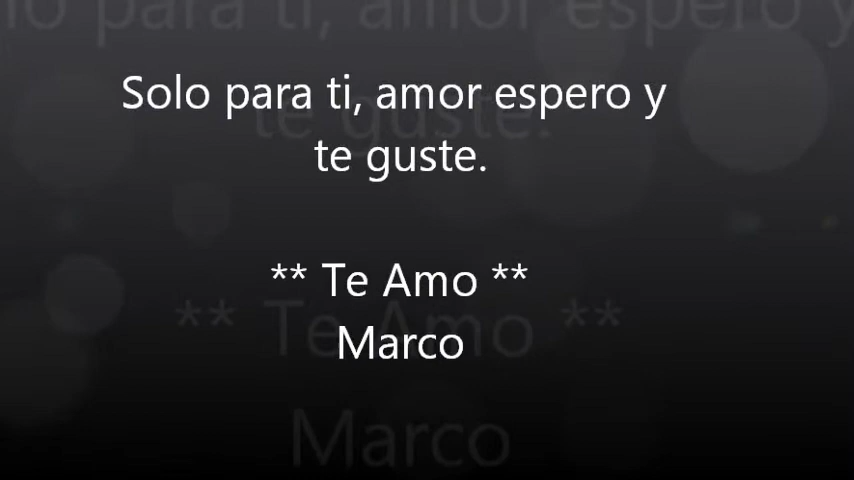 Solo para ti, amor espero y
te guste.
** Te Amo **
Marco